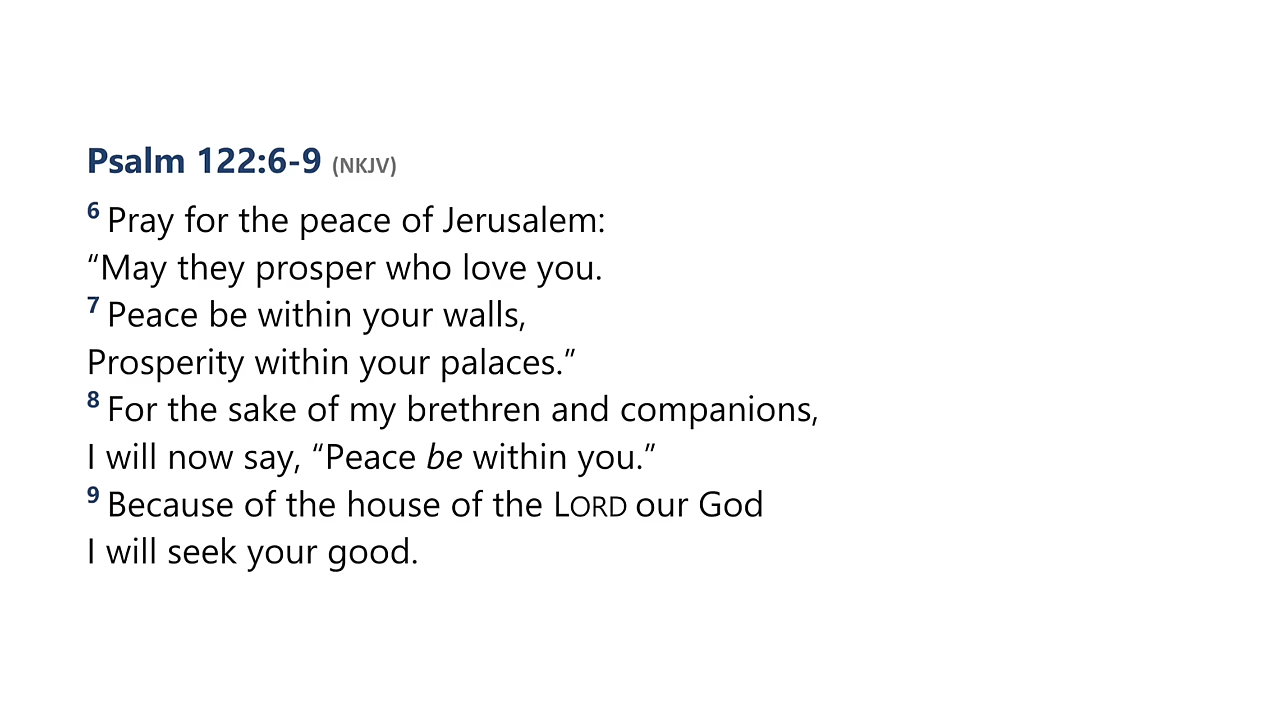 Psalm 122:6-9 (NKJV)
6 Pray for the peace of Jerusalem:
“May they prosper who love you.
7 Peace be within your walls,
Prosperity within your palaces.”
8 For the sake of my brethren and companions,
I will now say, “Peace be within you.”
9 Because of the house of the LORD our God
I will seek your good.